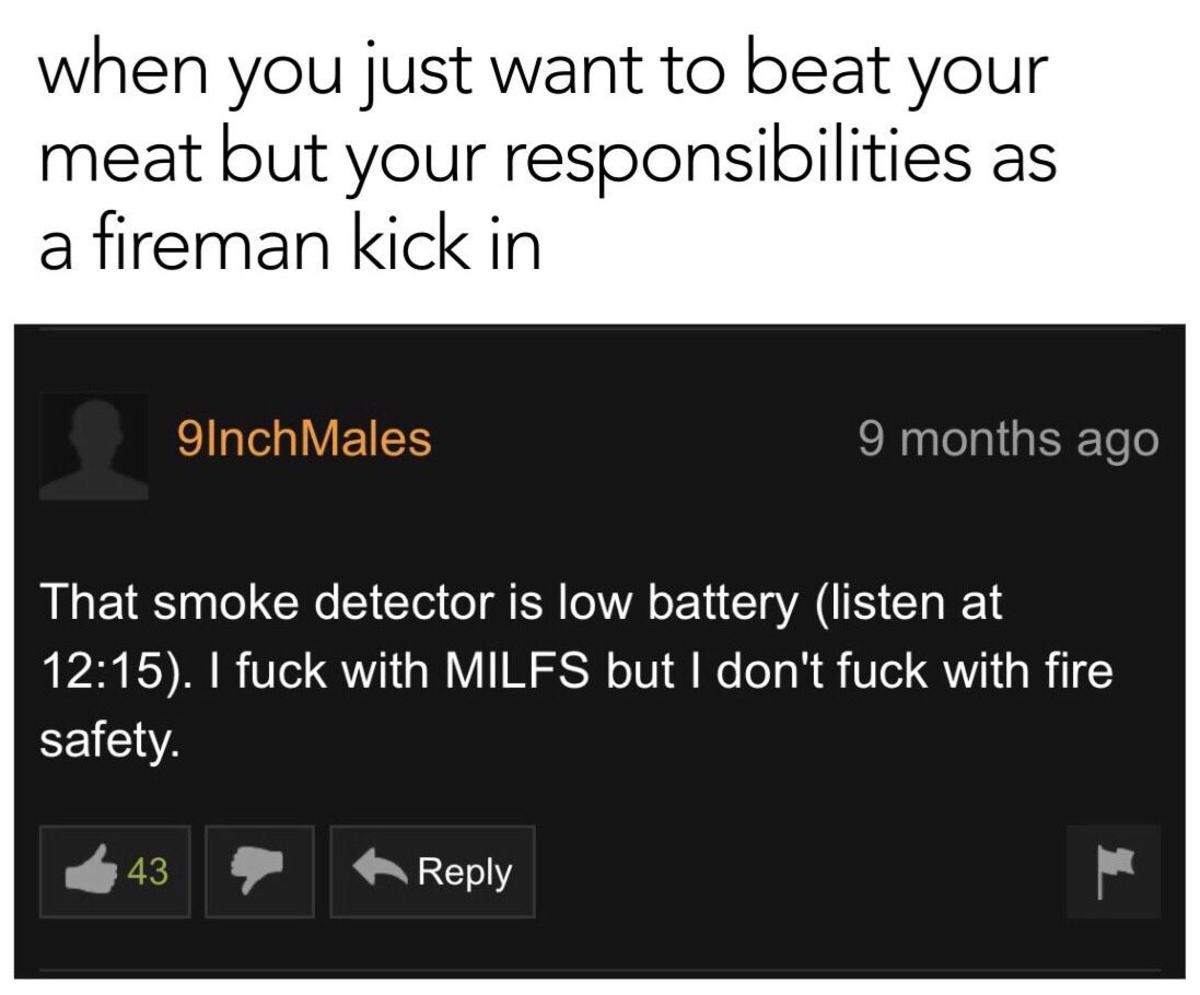 when you just want to beat your
meat but your responsibilities as
a fireman kick in
9InchMales
9 months ago
That smoke detector is low battery (listen at
12:15). I fuck with MILFS but I don't fuck with fire
safety.
43
Reply